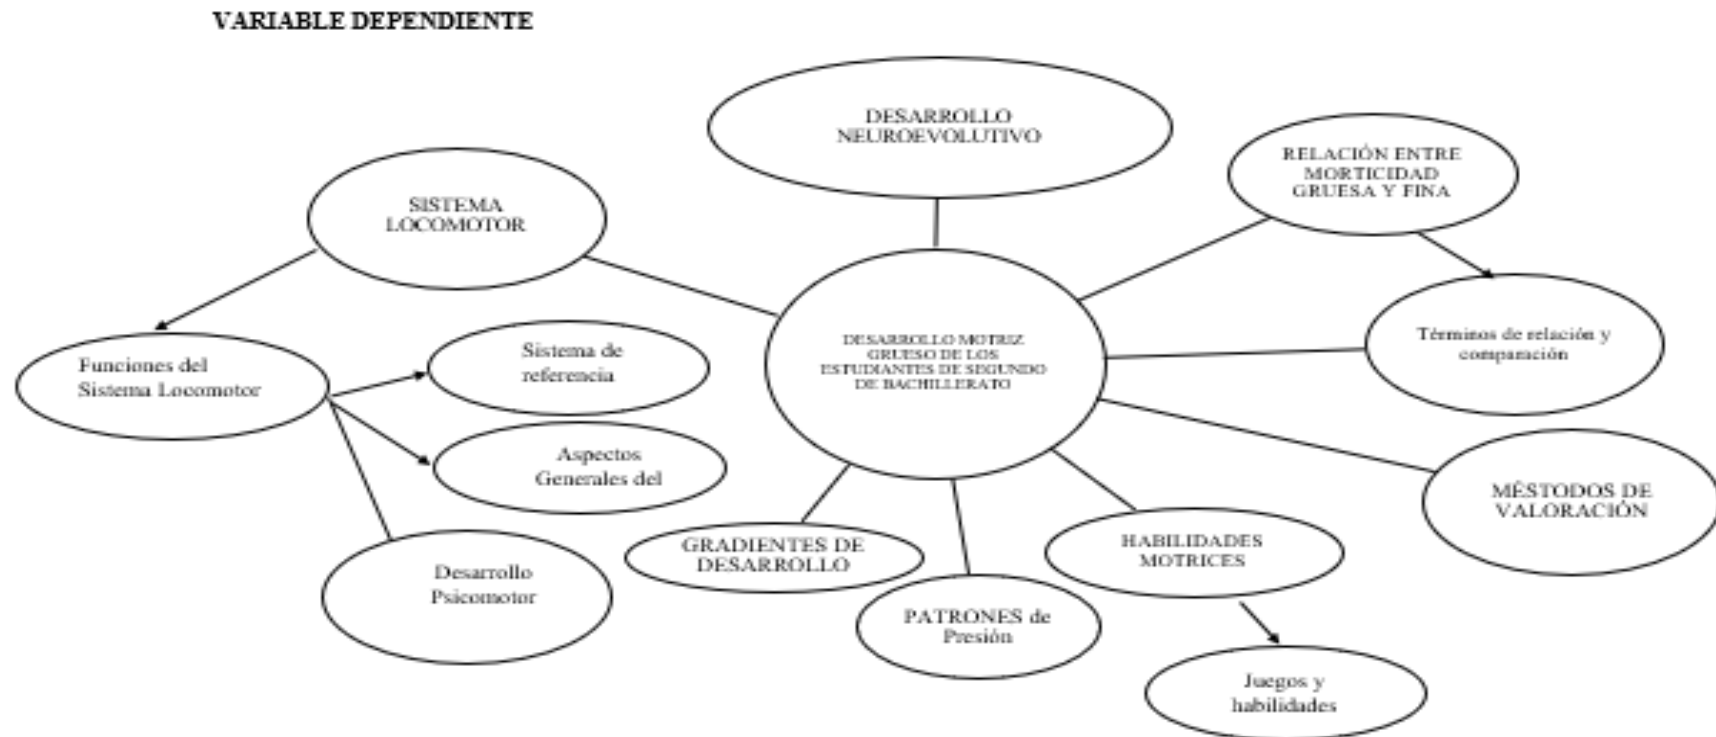 VARIABLE DEPENDIENTE
DESARROLLO
NEUROEVOLUTIVO
RELACIÓN ENTRE
MORTICIDAD
GRUESA Y FINA
SISTEMA
LOCOMOTOR
DESARROLLO MOTRIZ
GRUESO DE LOS
ESTUDIANTES DE SEGUNDO
DE BACHILLERATO
Términos de relación y
comparación
Funciones del
Sistema Locomotor
Sistema de
referencia
Aspectos
Generales del
MÉSTODOS DE
VALORACIÓN
GRADIENTES DE
DESARROLLO
HABILIDADES
MOTRICES
Desarrollo
Psicomotor
PATRONES de
Presión
Juegos y
habilidades